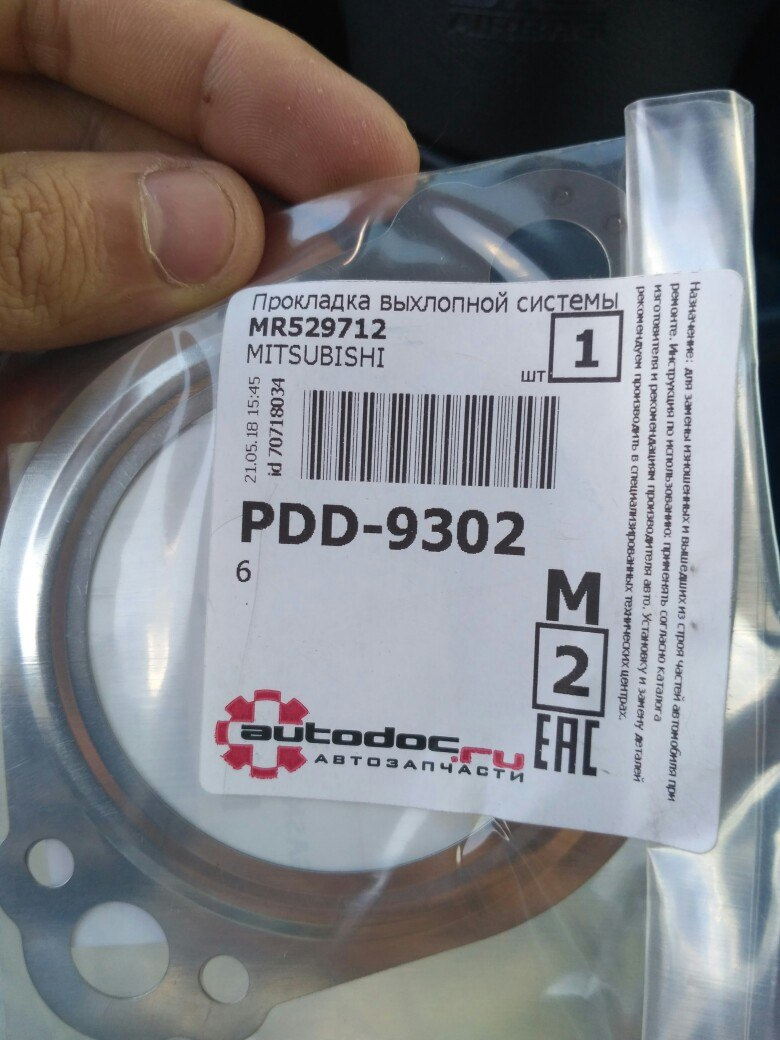 Прокладка выхлопной системы
MR529712
MITSUBISHI
шт
1
21.05.18 15:45
id 70718034
PDD-9302
6
M
2
EAC
autodoc.ru
АВТОЗАПЧАСТИ
Назначение: для замены изношенных и вышедших из строя частей автомобиля при
ремонте. Инструкция по использованию: применять согласно каталога
изготовителя и рекомендациям производителя авто. Установку и замену деталей
рекомендуем производить в специализированных технических центрах.